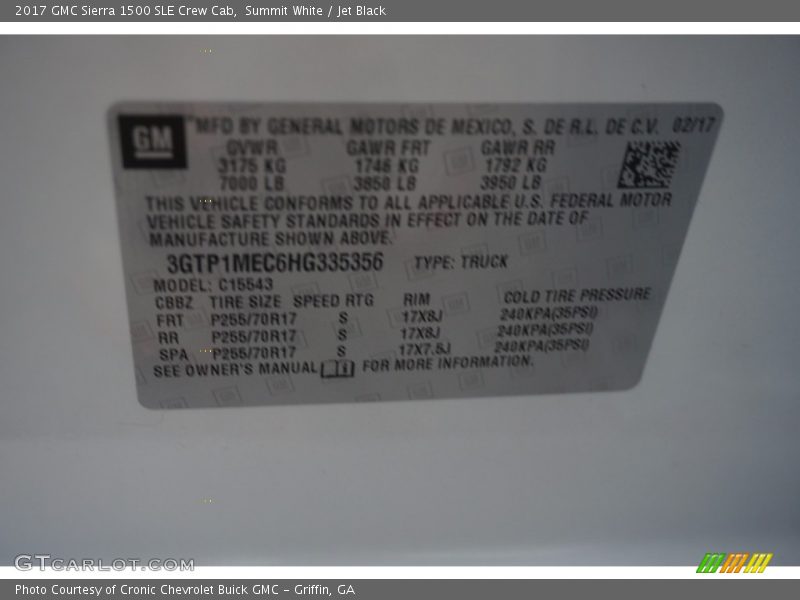 2017 GMC Sierra 1500 SLE Crew Cab, Summit White / Jet Black
GM MFD BY GENERAL MOTORS DE MEXICO, S. DE R.L. DE C.V. 02/17
GVWR GAWR FRT GAWR RR
3175 KG 1746 KG 1792 KG
7000 LB 3850 LB 3950 LB
THIS VEHICLE CONFORMS TO ALL APPLICABLE U.S. FEDERAL MOTOR
VEHICLE SAFETY STANDARDS IN EFFECT ON THE DATE OF
MANUFACTURE SHOWN ABOVE.
3GTP1MEC6HG335356 TYPE: TRUCK
MODEL: C15543
CBBZ TIRE SIZE SPEED RTG RIM COLD TIRE PRESSURE
FRT P255/70R17 S 17X8J 240KPA(35PSI)
RR P255/70R17 S 17X8J 240KPA(35PSI)
SPA P255/70R17 S 17X7.5J 240KPA(35PSI)
SEE OWNER'S MANUAL FOR MORE INFORMATION.
GTCARLOT.COM
Photo Courtesy of Cronic Chevrolet Buick GMC - Griffin, GA